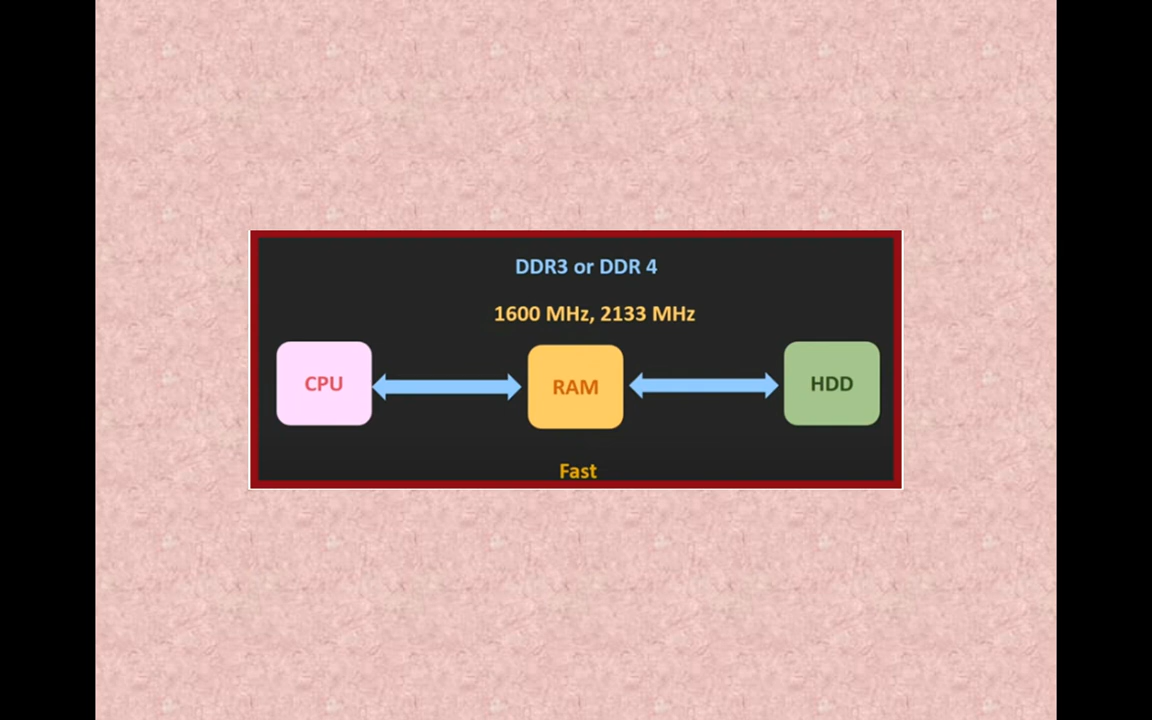 DDR3 or DDR 4
1600 MHz, 2133 MHz
CPU
RAM
HDD
Fast